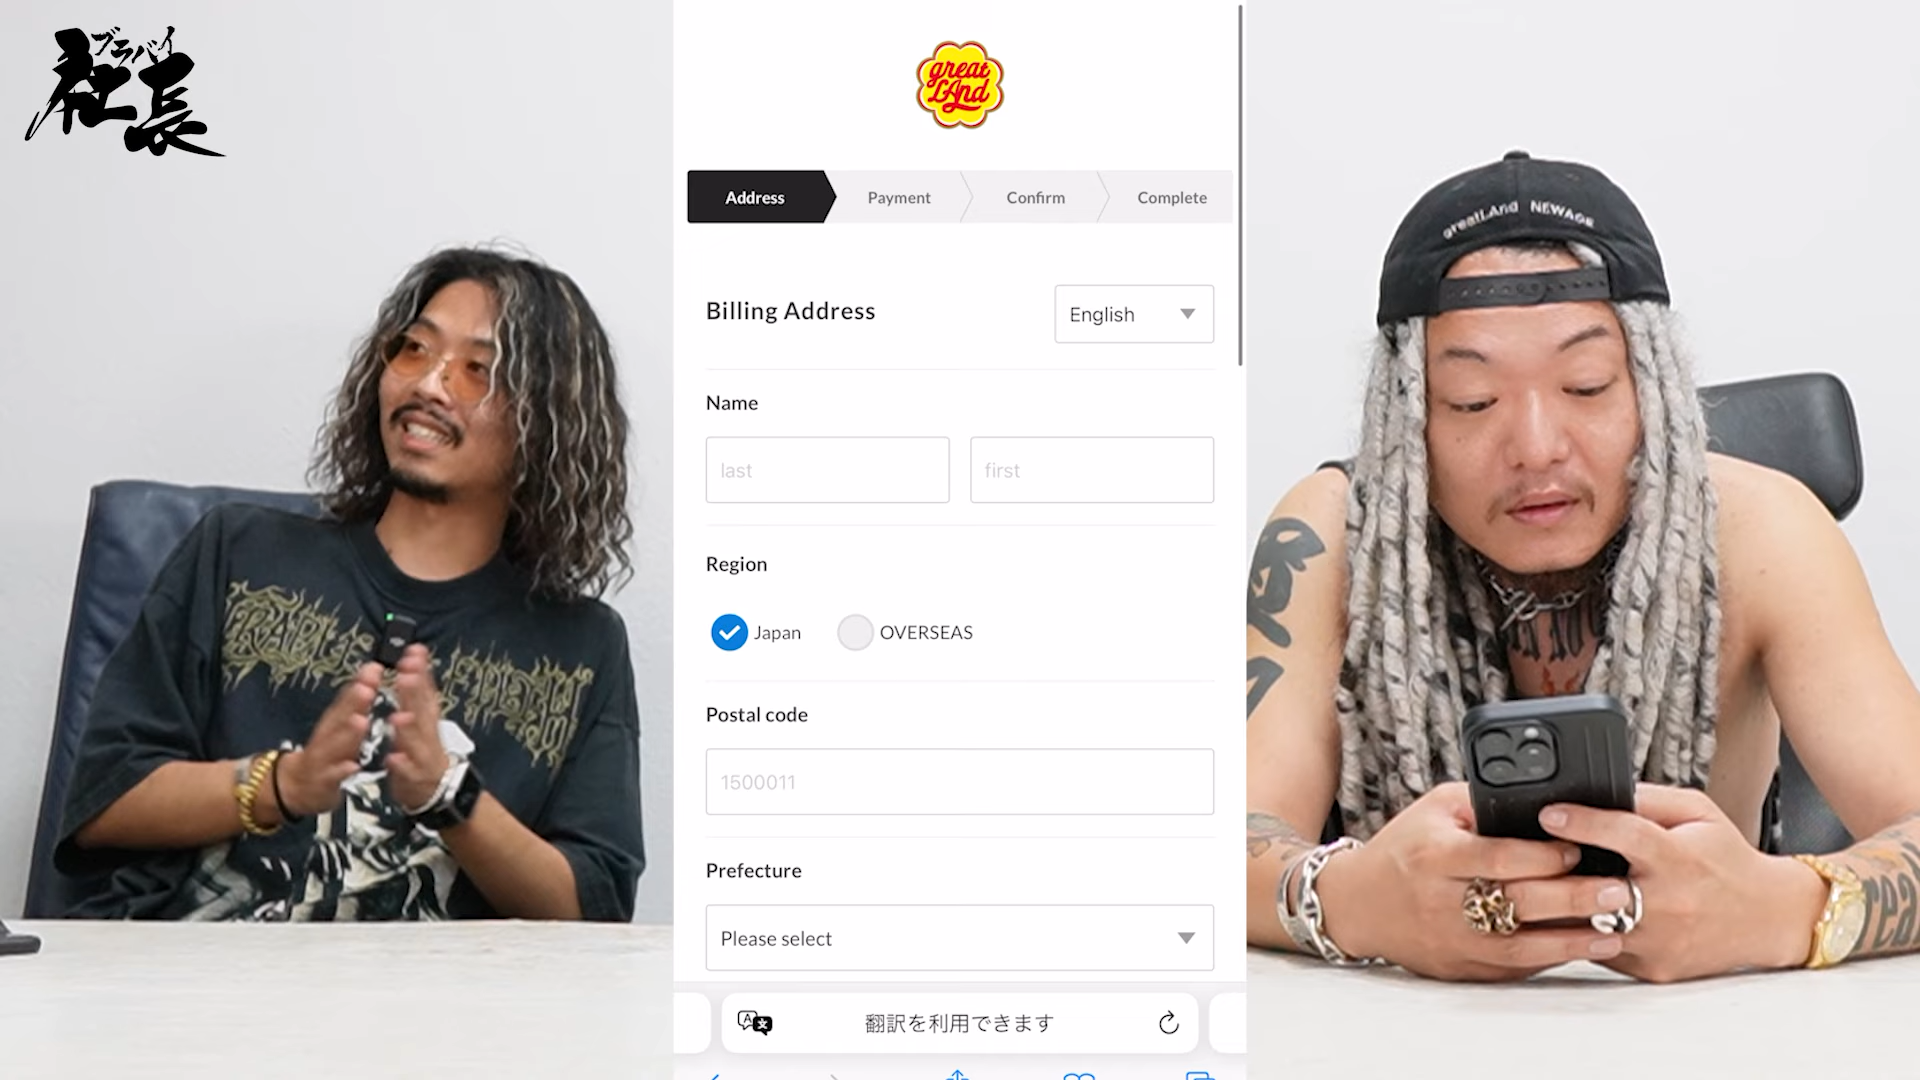 ブラバイ
社長
great
LAnd
Address
Payment
Confirm
Complete
Billing Address
English
Name
last
first
Region
Japan
OVERSEAS
Postal code
1500011
Prefecture
Please select
翻訳を利用できます
greatLAnd NEWAGE